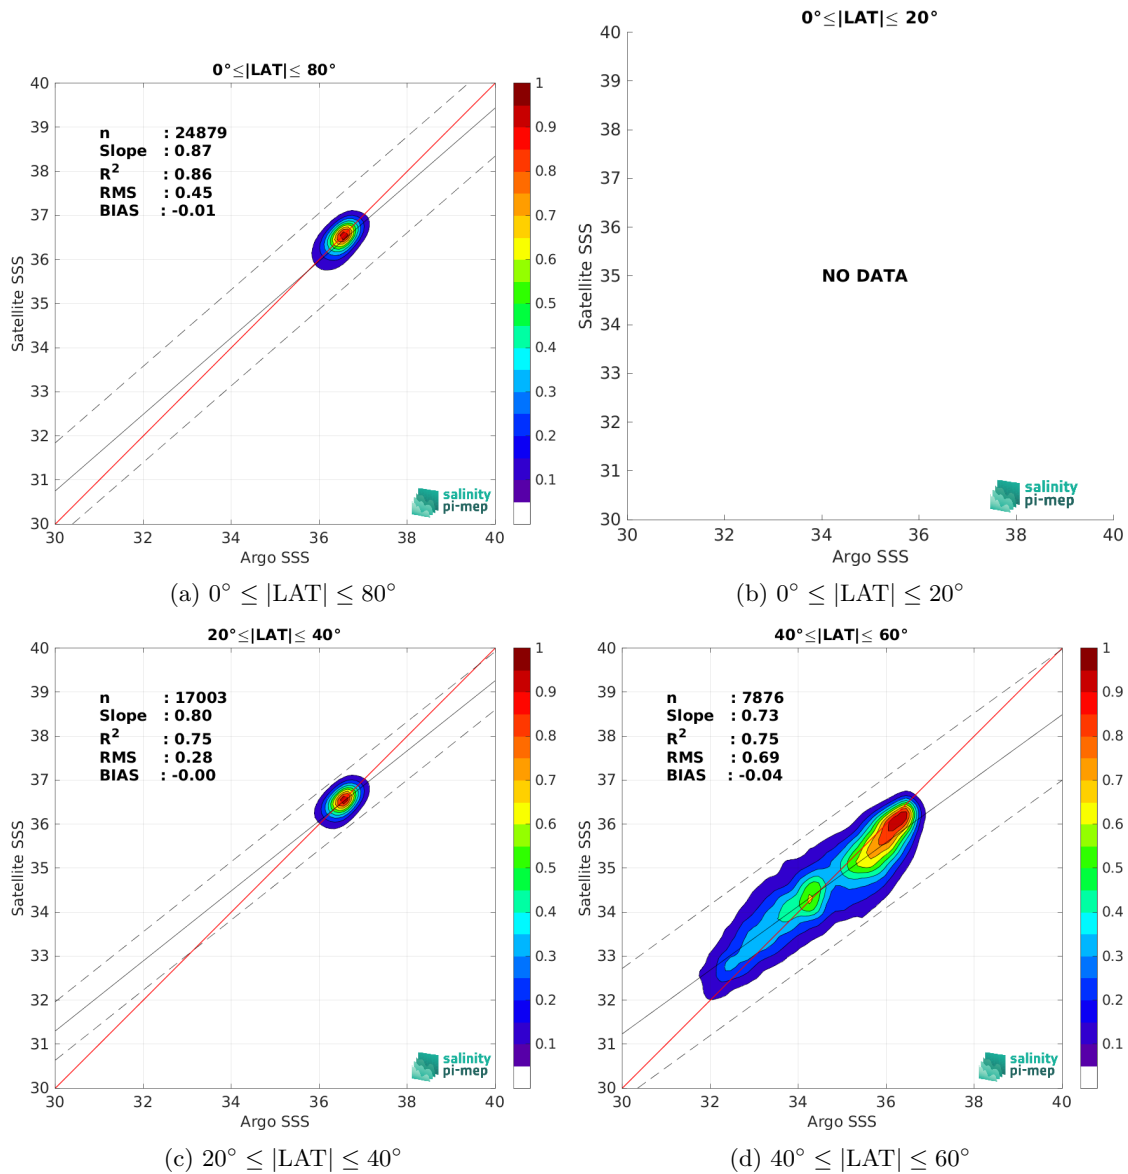 0°≤|LAT|≤ 80°
40
39
38
37
36
35
34
33
32
31
30
Satellite SSS
n : 24879
Slope : 0.87
R² : 0.86
RMS : 0.45
BIAS : -0.01
salinity
pi-mep
30 32 34 36 38 40
Argo SSS
1
0.9
0.8
0.7
0.6
0.5
0.4
0.3
0.2
0.1
(a) 0° ≤ |LAT| ≤ 80°
0°≤|LAT|≤ 20°
40
39
38
37
36
35
34
33
32
31
30
Satellite SSS
NO DATA
salinity
pi-mep
30 32 34 36 38 40
Argo SSS
(b) 0° ≤ |LAT| ≤ 20°
20°≤|LAT|≤ 40°
40
39
38
37
36
35
34
33
32
31
30
Satellite SSS
n : 17003
Slope : 0.80
R² : 0.75
RMS : 0.28
BIAS : -0.00
salinity
pi-mep
30 32 34 36 38 40
Argo SSS
1
0.9
0.8
0.7
0.6
0.5
0.4
0.3
0.2
0.1
(c) 20° ≤ |LAT| ≤ 40°
40°≤|LAT|≤ 60°
40
39
38
37
36
35
34
33
32
31
30
Satellite SSS
n : 7876
Slope : 0.73
R² : 0.75
RMS : 0.69
BIAS : -0.04
salinity
pi-mep
30 32 34 36 38 40
Argo SSS
1
0.9
0.8
0.7
0.6
0.5
0.4
0.3
0.2
0.1
(d) 40° ≤ |LAT| ≤ 60°